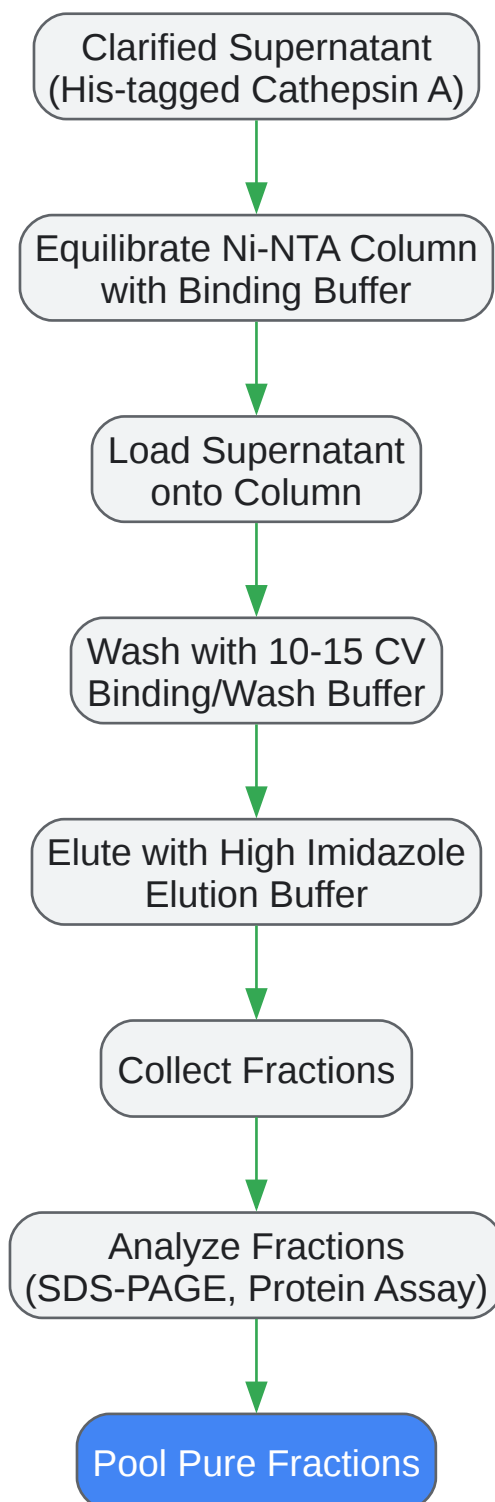 Clarified Supernatant
(His-tagged Cathepsin A)
Equilibrate Ni-NTA Column
with Binding Buffer
Load Supernatant
onto Column
Wash with 10-15 CV
Binding/Wash Buffer
Elute with High Imidazole
Elution Buffer
Collect Fractions
Analyze Fractions
(SDS-PAGE, Protein Assay)
Pool Pure Fractions